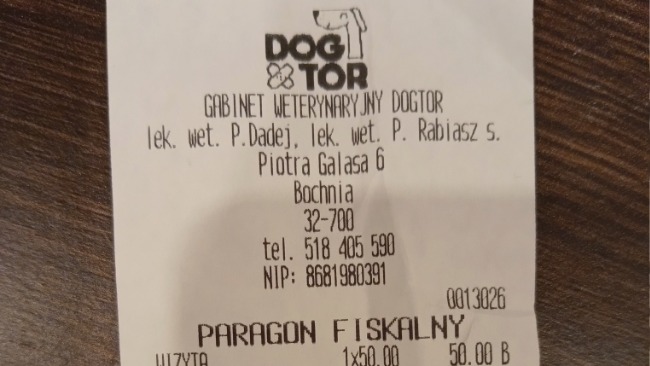 DOG
TOR
GABINET WETERYNARYJNY DOGTOR
lek. wet. P.Dadej, lek. wet. P. Rabiasz s.
Piotra Galasa 6
Bochnia
32-700
tel. 518 405 590
NIP: 8681980391
0013026
PARAGON FISKALNY
WIZYTA 1x50.00 50.00 B